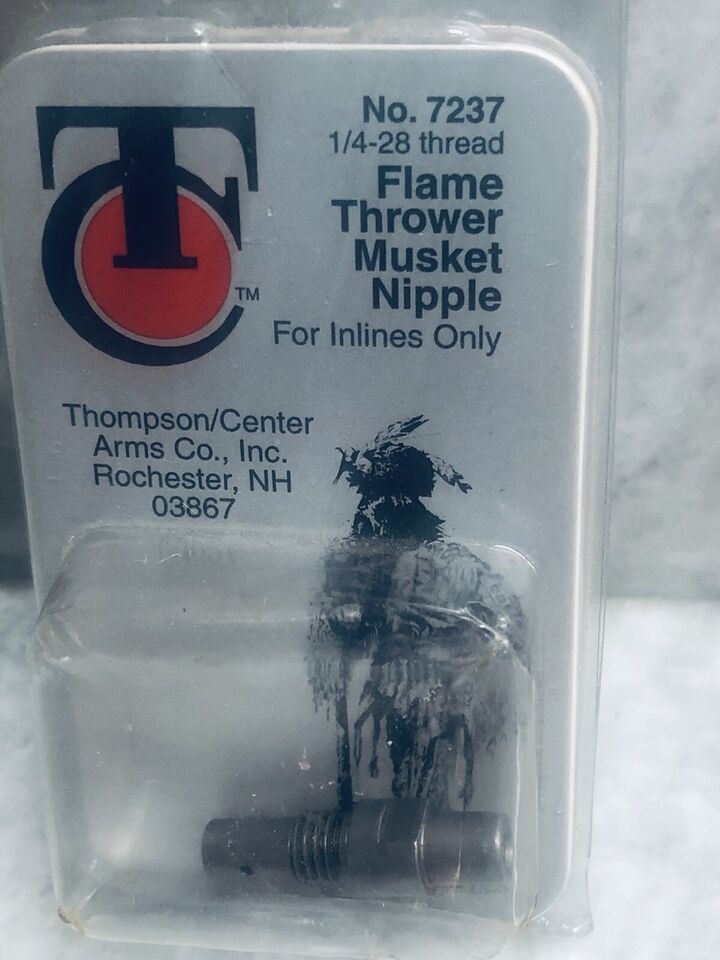 TC
TM
No. 7237
1/4-28 thread
Flame
Thrower
Musket
Nipple
For Inlines Only
Thompson/Center
Arms Co., Inc.
Rochester, NH
03867